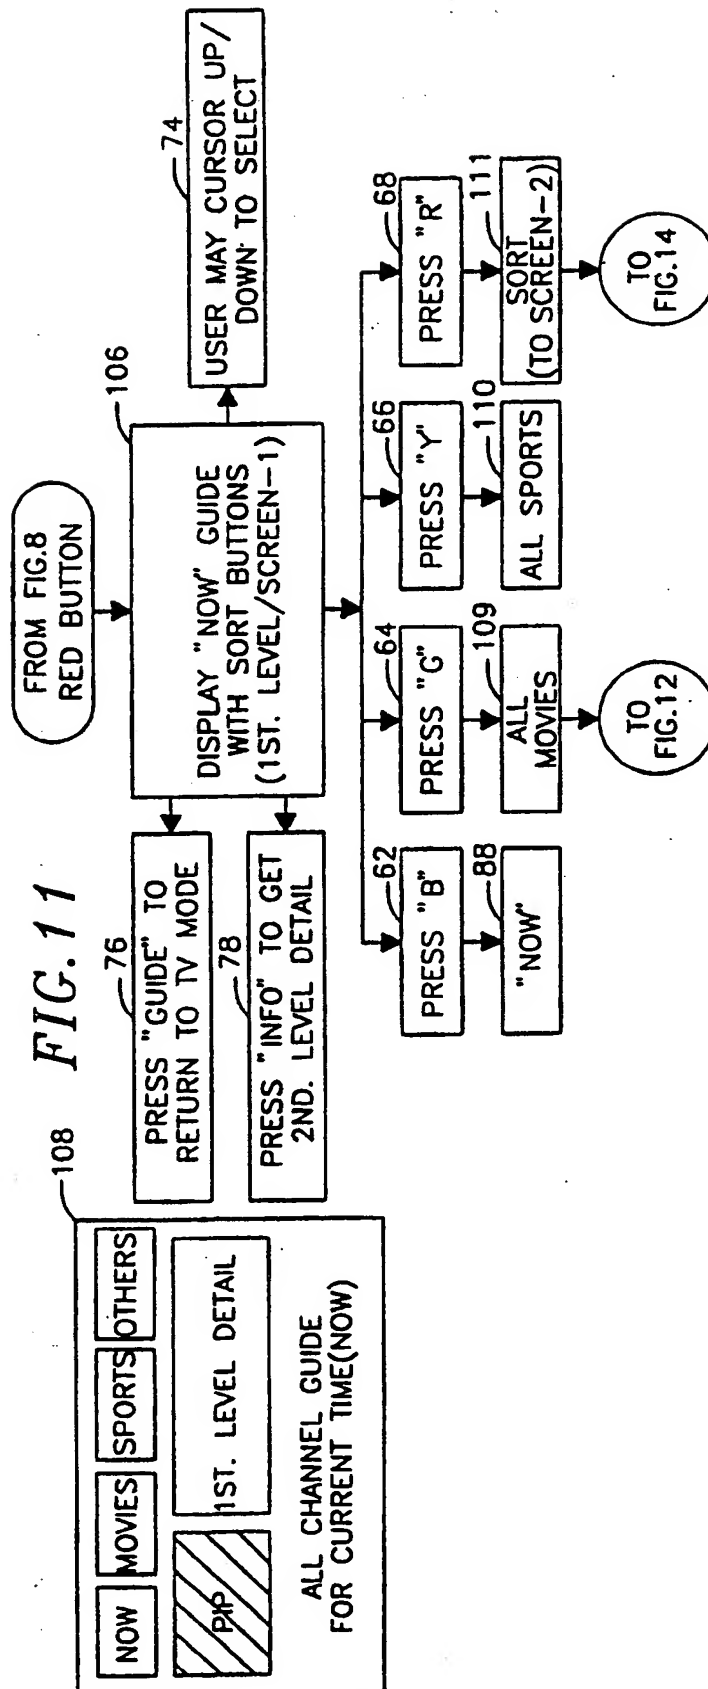 FIG.11
108
NOW
MOVIES
SPORTS
OTHERS
PIP
1ST. LEVEL DETAIL
ALL CHANNEL GUIDE
FOR CURRENT TIME(NOW)
FROM FIG.8
RED BUTTON
106
DISPLAY "NOW" GUIDE
WITH SORT BUTTONS
(1ST. LEVEL/SCREEN-1)
76
PRESS "GUIDE" TO
RETURN TO TV MODE
78
PRESS "INFO" TO GET
2ND. LEVEL DETAIL
74
USER MAY CURSOR UP/
DOWN TO SELECT
62
PRESS "B"
64
PRESS "G"
66
PRESS "Y"
68
PRESS "R"
88
"NOW"
109
ALL
MOVIES
110
ALL SPORTS
111
SORT
(TO SCREEN-2)
TO
FIG.12
TO
FIG.14